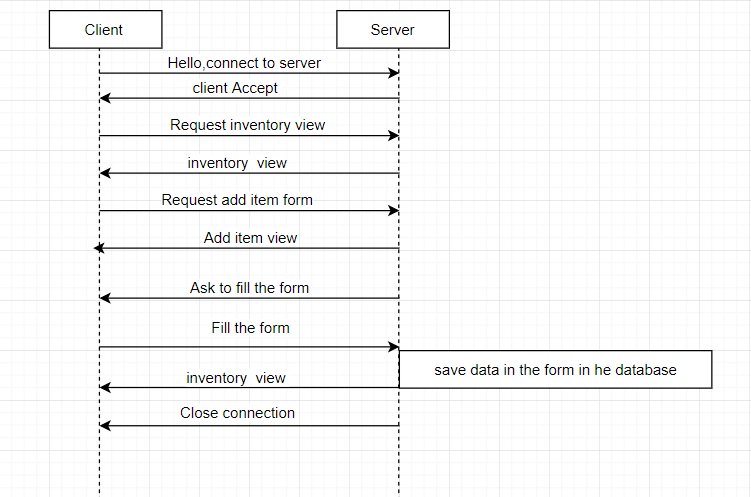 Client
Server
Hello,connect to server
client Accept
Request inventory view
inventory  view
Request add item form
Add item view
Ask to fill the form
Fill the form
save data in the form in he database
inventory  view
Close connection